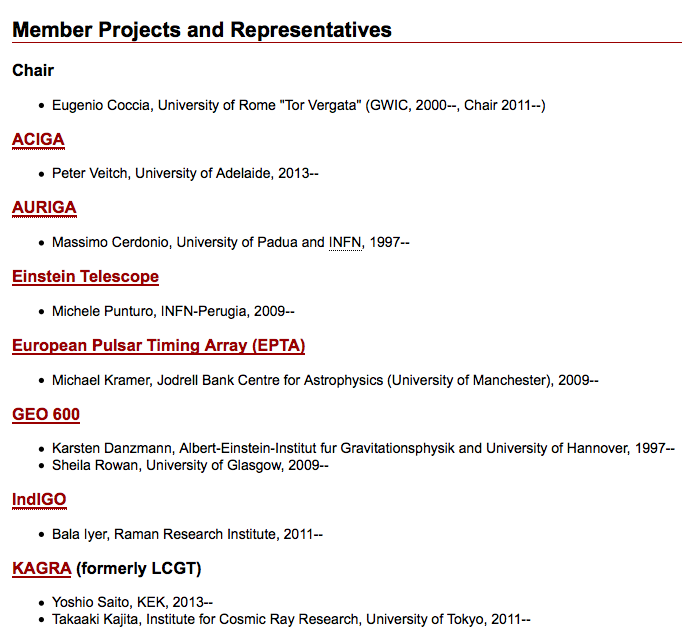 Member Projects and Representatives
Chair
Eugenio Coccia, University of Rome "Tor Vergata" (GWIC, 2000--, Chair 2011--)
ACIGA
Peter Veitch, University of Adelaide, 2013--
AURIGA
Massimo Cerdonio, University of Padua and INFN, 1997--
Einstein Telescope
Michele Punturo, INFN-Perugia, 2009--
European Pulsar Timing Array (EPTA)
Michael Kramer, Jodrell Bank Centre for Astrophysics (University of Manchester), 2009--
GEO 600
Karsten Danzmann, Albert-Einstein-Institut fur Gravitationsphysik and University of Hannover, 1997--
Sheila Rowan, University of Glasgow, 2009--
IndIGO
Bala Iyer, Raman Research Institute, 2011--
KAGRA (formerly LCGT)
Yoshio Saito, KEK, 2013--
Takaaki Kajita, Institute for Cosmic Ray Research, University of Tokyo, 2011--